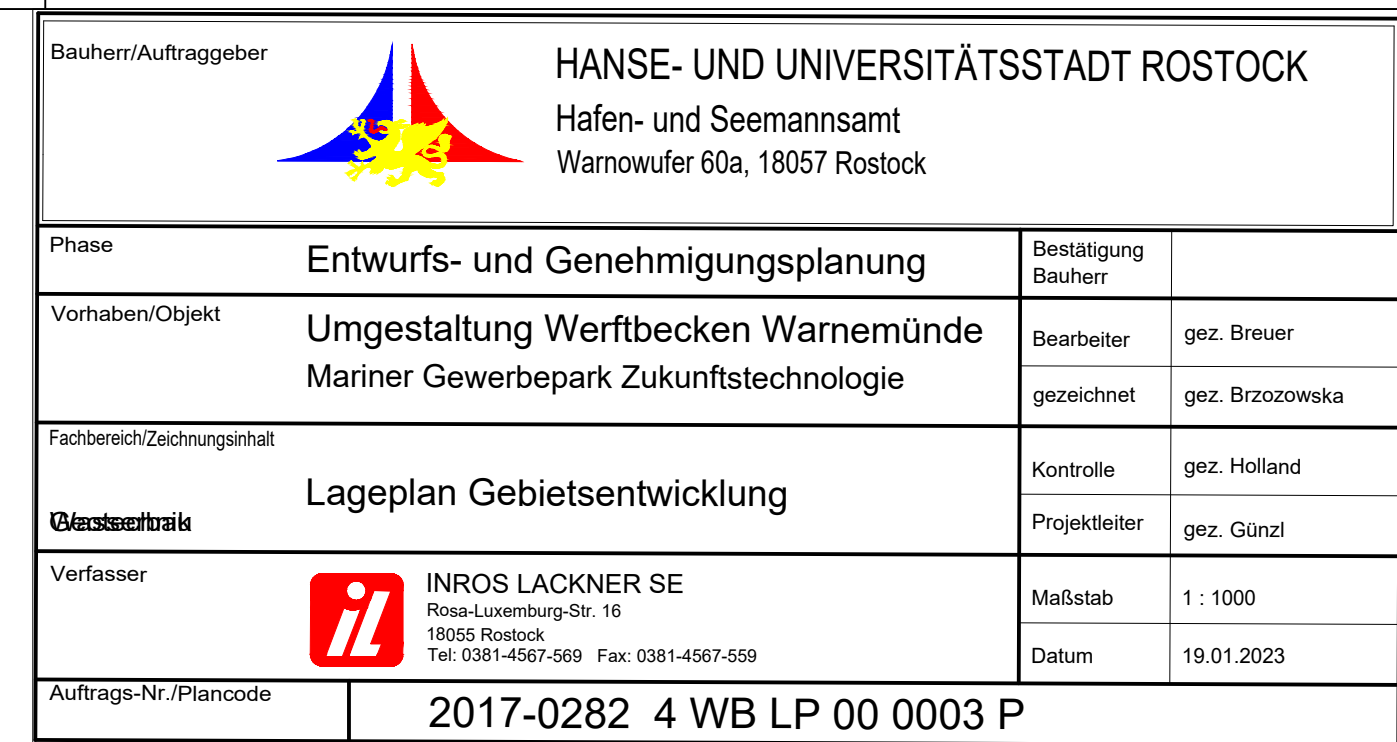 Bauherr/Auftraggeber
HANSE- UND UNIVERSITÄTSSTADT ROSTOCK
Hafen- und Seemannsamt
Warnowufer 60a, 18057 Rostock
Phase
Entwurfs- und Genehmigungsplanung
Bestätigung
Bauherr
Vorhaben/Objekt
Umgestaltung Werftbecken Warnemünde
Mariner Gewerbepark Zukunftstechnologie
Bearbeiter
gez. Breuer
gezeichnet
gez. Brzozowska
Fachbereich/Zeichnungsinhalt
Lageplan Gebietsentwicklung
Kontrolle
gez. Holland
Projektleiter
gez. Günzl
Verfasser
iL
INROS LACKNER SE
Rosa-Luxemburg-Str. 16
18055 Rostock
Tel: 0381-4567-569 Fax: 0381-4567-559
Maßstab
1 : 1000
Datum
19.01.2023
Auftrags-Nr./Plancode
2017-0282 4 WB LP 00 0003 P